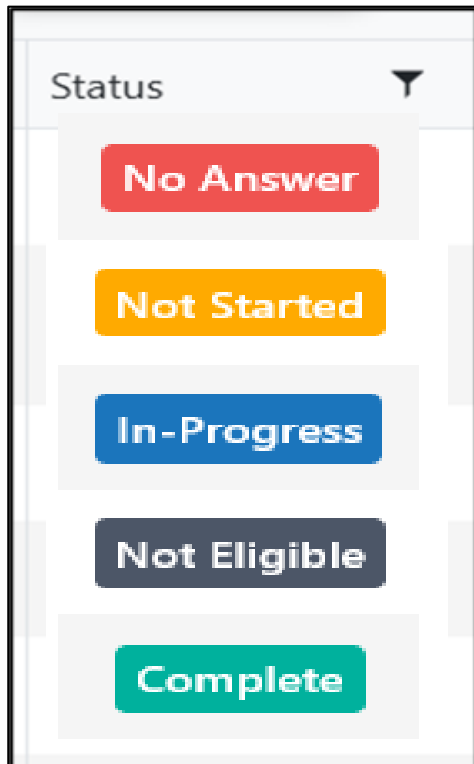 Status
No Answer
Not Started
In-Progress
Not Eligible
Complete